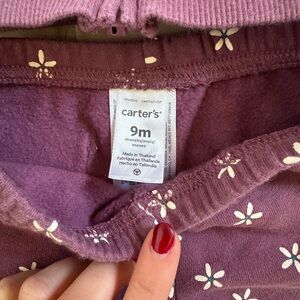 carter's®
9m
months/mois/
meses
Made in Thailand
Fabriqué en Thaïlande
Hecho en Tailandia